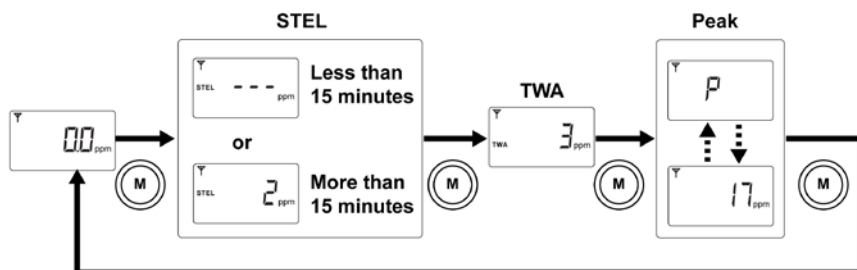 STEL
Peak
STEL --- ppm
Less than
15 minutes
P
TWA
0.0 ppm
or
TWA 3 ppm
M
M
M
M
STEL 2 ppm
More than
15 minutes
17 ppm